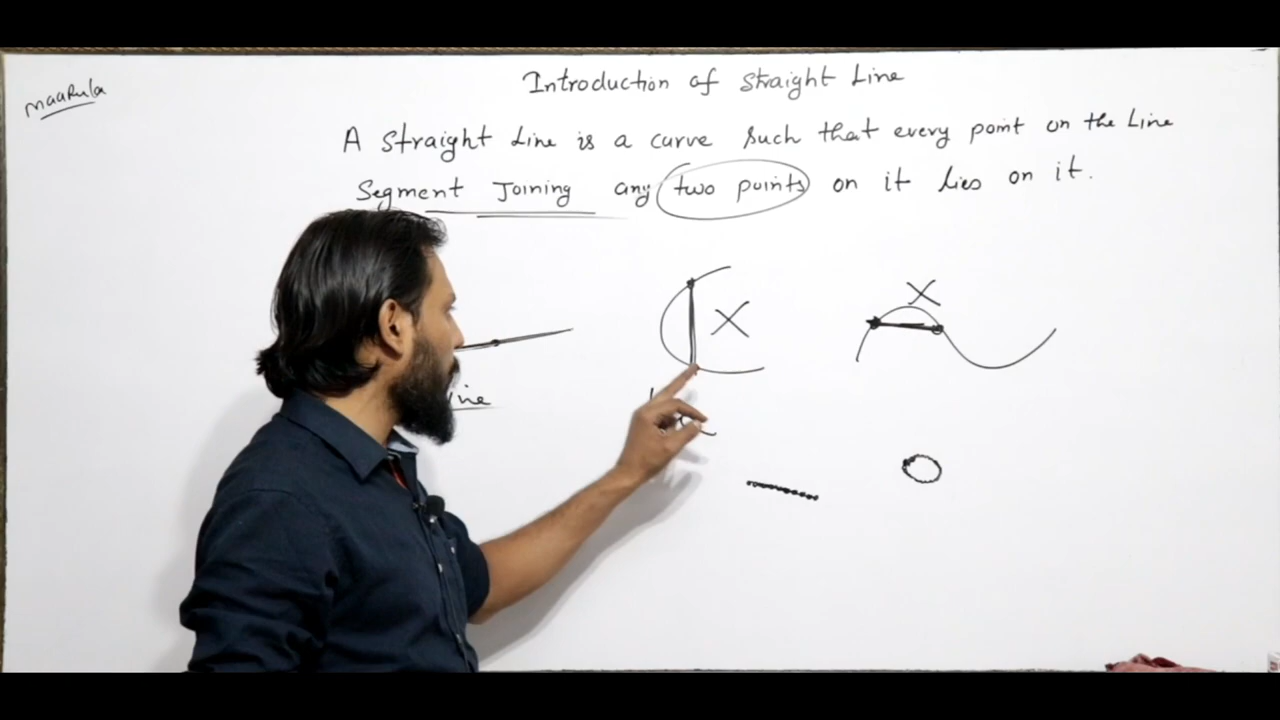 maaRula
Introduction of Straight Line
A Straight Line is a curve such that every point on the Line
Segment Joining any two points on it Lies on it.
X
X
ine